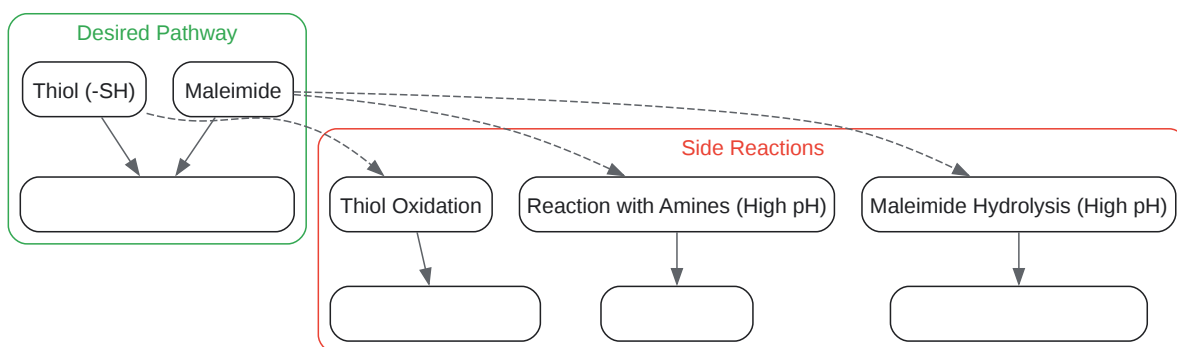 Desired Pathway
Thiol (-SH)
Maleimide
Side Reactions
Thiol Oxidation
Reaction with Amines (High pH)
Maleimide Hydrolysis (High pH)